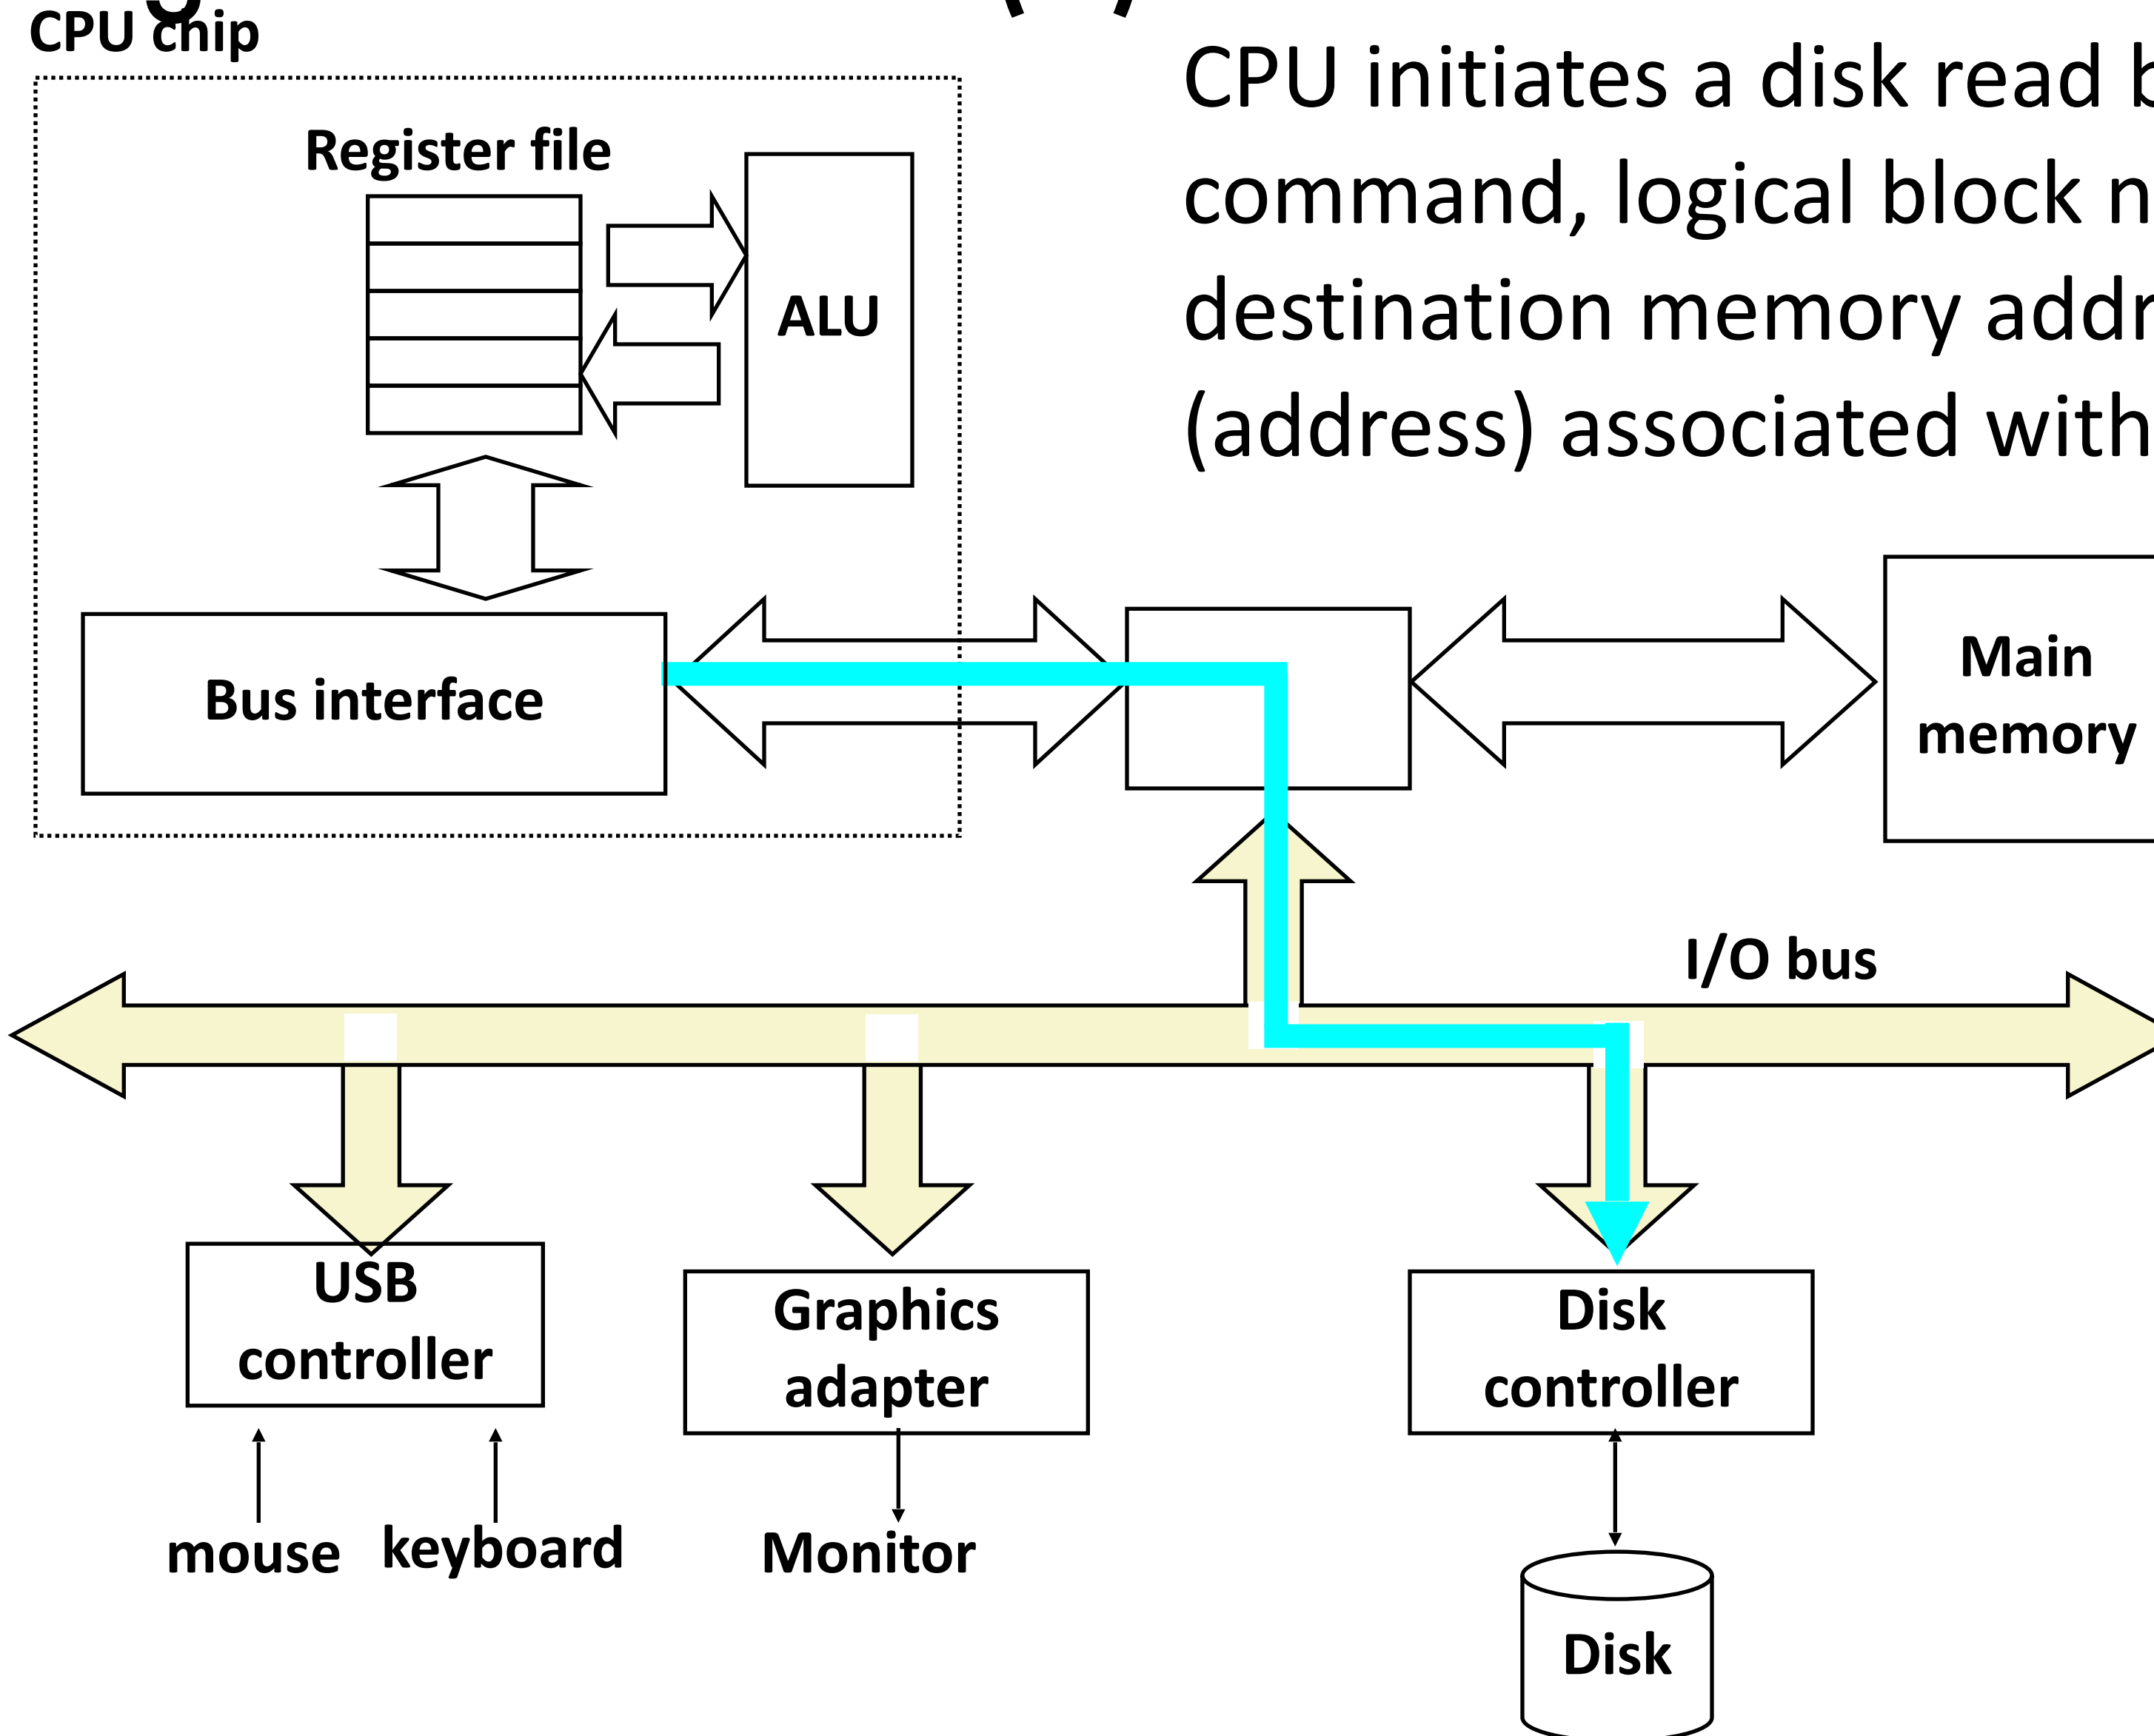 CPU chip
CPU initiates a disk read
command, logical block
destination memory
(address) associated with
Register file
ALU
Bus interface
Main
memory
I/O bus
USB
controller
Graphics
adapter
Disk
controller
mouse
keyboard
Monitor
Disk